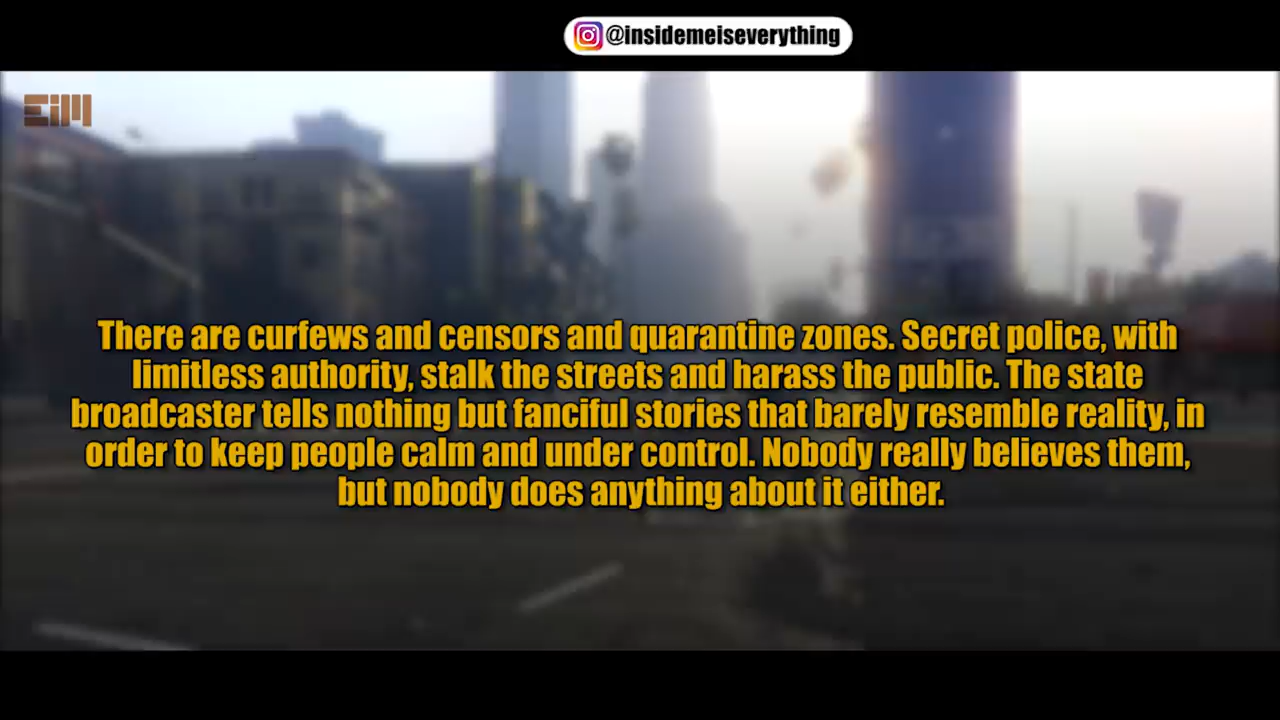 @insidemeiseverything
EIM
There are curfews and censors and quarantine zones. Secret police, with
limitless authority, stalk the streets and harass the public. The state
broadcaster tells nothing but fanciful stories that barely resemble reality, in
order to keep people calm and under control. Nobody really believes them,
but nobody does anything about it either.